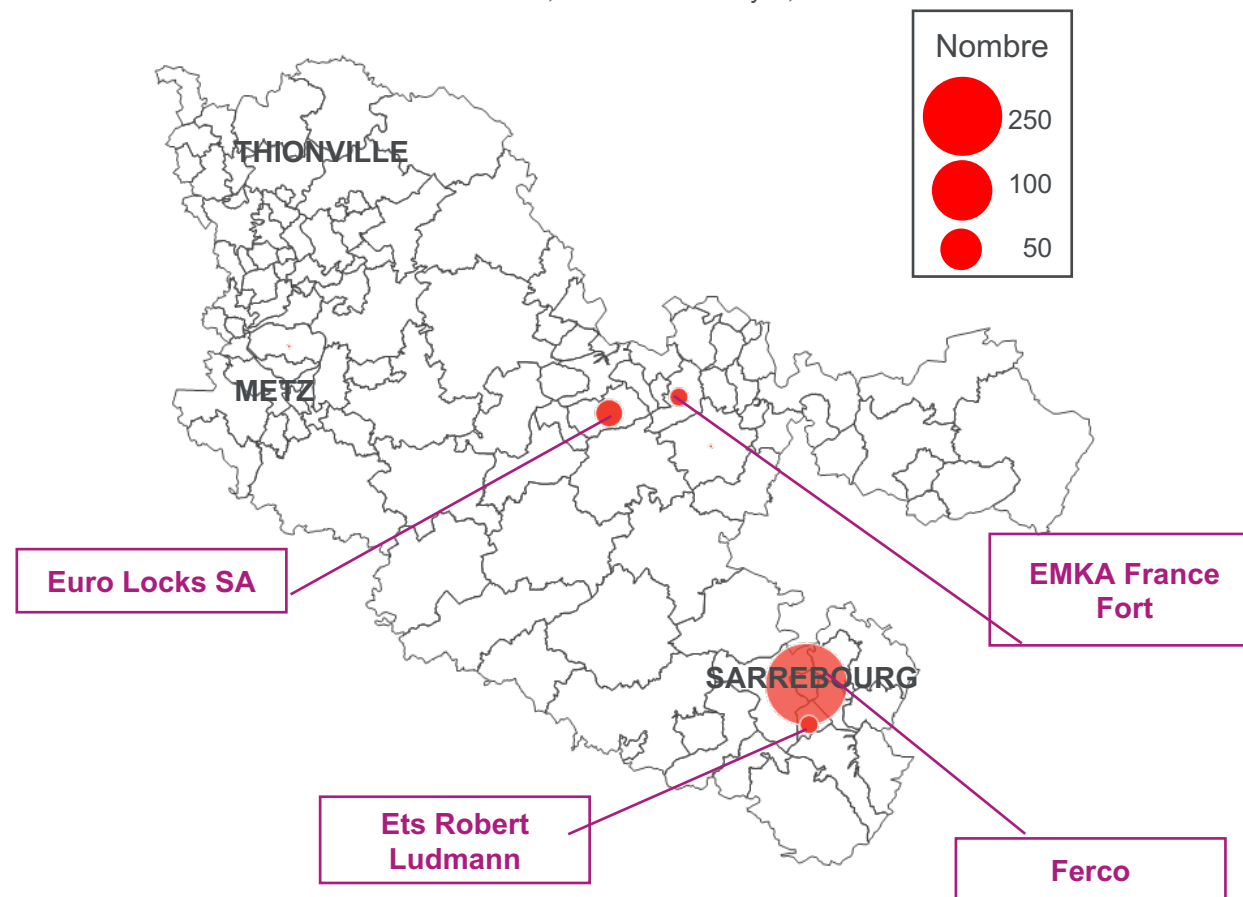 Nombre
250
100
50
THIONVILLE
METZ
Euro Locks SA
EMKA France
Fort
SARREBOURG
Ets Robert
Ludmann
Ferco